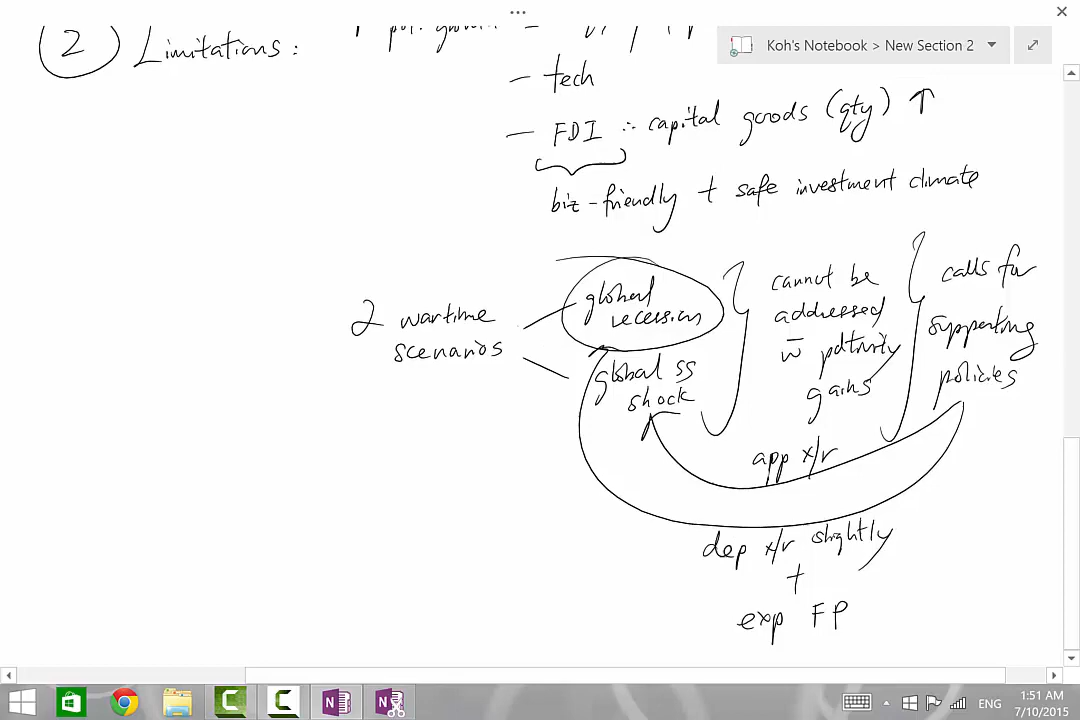 Koh's Notebook > New Section 2
2 Limitations:
- tech
- FDI ∴ capital goods (qty) ↑
biz-friendly + safe investment climate
2 wartime
scenarios
global
recession
global ss
shock
cannot be
addressed
w̄
gains
calls for
supporting
policies
app x/r
dep x/r slightly
+
exp FP
ENG
1:51 AM
7/10/2015